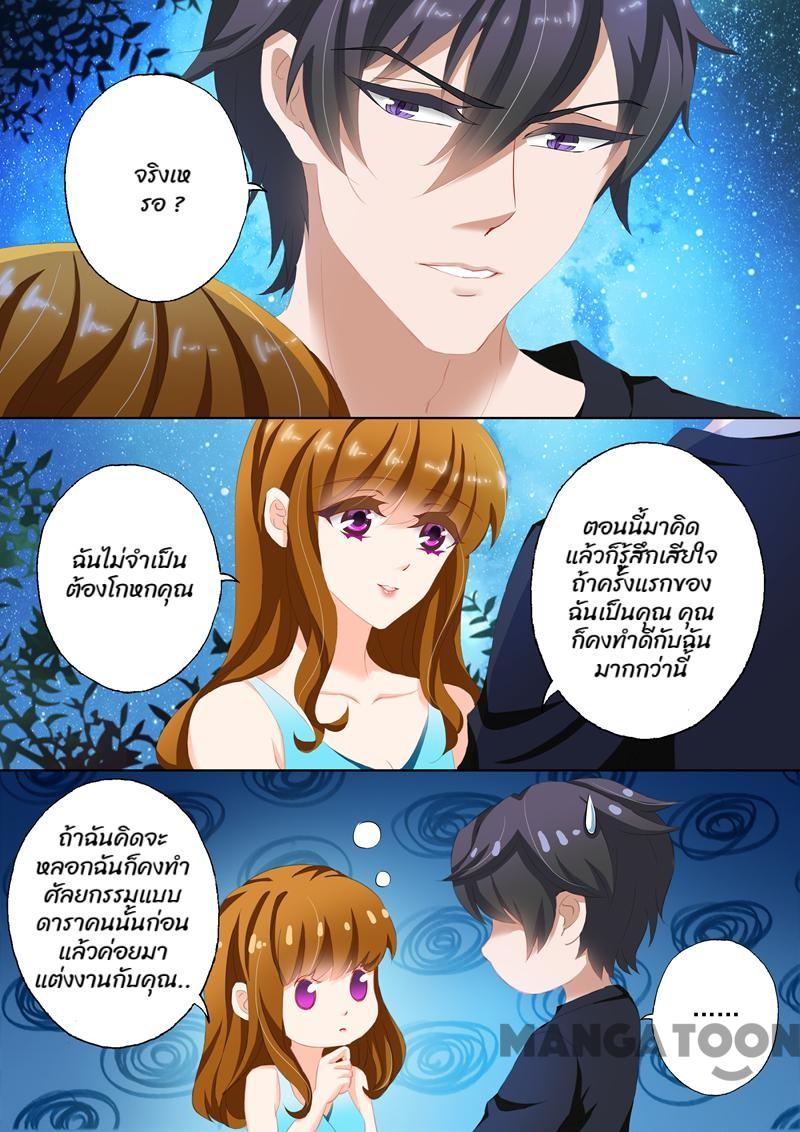 จริงเห
รอ ?
ฉันไม่จำเป็น
ต้องโกหกคุณ
ตอนนี้มาคิด
แล้วก็รู้สึกเสียใจ
ถ้าครั้งแรกของ
ฉันเป็นคุณ คุณ
ก็คงทำดีกับฉัน
มากกว่านี้
ถ้าฉันคิดจะ
หลอกฉันก็คงทำ
ศัลยกรรมแบบ
ดาราคนนั้นก่อน
แล้วค่อยมา
แต่งงานกับคุณ..
......
MANGATOON